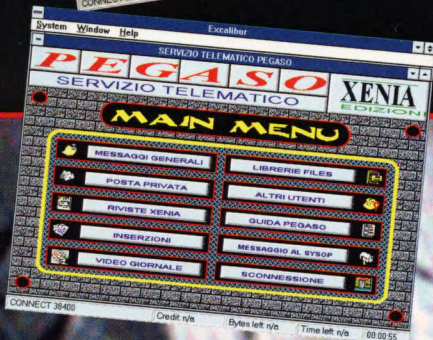 CONNECT
System Window Help Excalibur
SERVIZIO TELEMATICO PEGASO
PEGASO
SERVIZIO TELEMATICO
XENIA
EDIZIONI
MAIN MENU
MESSAGGI GENERALI LIBRERIE FILES
POSTA PRIVATA ALTRI UTENTI
RIVISTE XENIA GUIDA PEGASO
INSERZIONI MESSAGGIO AL SYSOP
VIDEO GIORNALE SCONNESSIONE
CONNECT 38400 Credit n/a Bytes left n/a Time left n/a 00:00:55